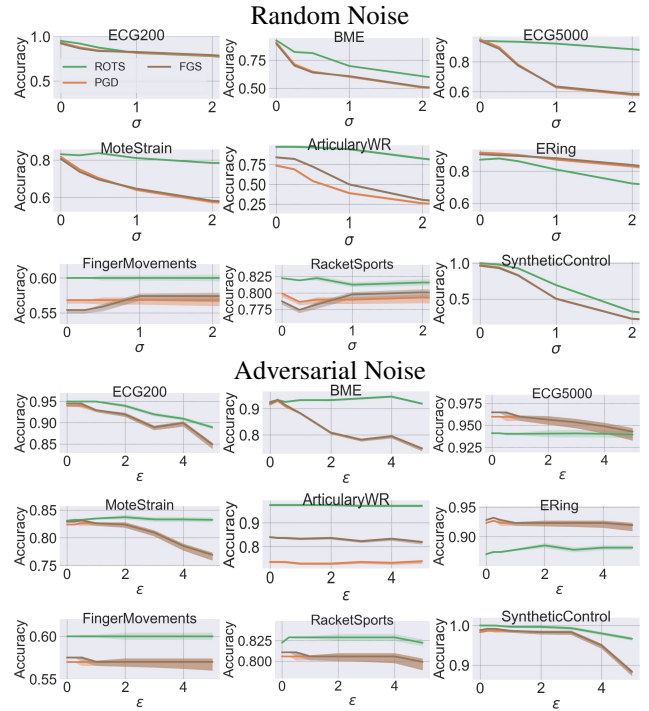 Random Noise
ECG200 BME ECG5000
Accuracy 1.0 0.5 ROTS PGD FGS 0 1 2 σ
Accuracy 0.75 0.50 0 1 2 σ
Accuracy 0.8 0.6 0 1 2 σ
MoteStrain ArticularyWR ERing
Accuracy 0.8 0.6 0 1 2 σ
Accuracy 0.75 0.50 0.25 0 1 2 σ
Accuracy 0.8 0.6 0 1 2 σ
FingerMovements RacketSports SyntheticControl
Accuracy 0.60 0.55 0 1 2 σ
Accuracy 0.825 0.800 0.775 0 1 2 σ
Accuracy 1.0 0.5 0 1 2 σ
Adversarial Noise
ECG200 BME ECG5000
Accuracy 0.95 0.90 0.85 0 2 4 ε
Accuracy 0.9 0.8 0 2 4 ε
Accuracy 0.975 0.950 0.925 0 2 4 ε
MoteStrain ArticularyWR ERing
Accuracy 0.85 0.80 0.75 0 2 4 ε
Accuracy 0.9 0.8 0 2 4 ε
Accuracy 0.95 0.90 0 2 4 ε
FingerMovements RacketSports SyntheticControl
Accuracy 0.60 0.55 0 2 4 ε
Accuracy 0.825 0.800 0 2 4 ε
Accuracy 1.0 0.9 0 2 4 ε